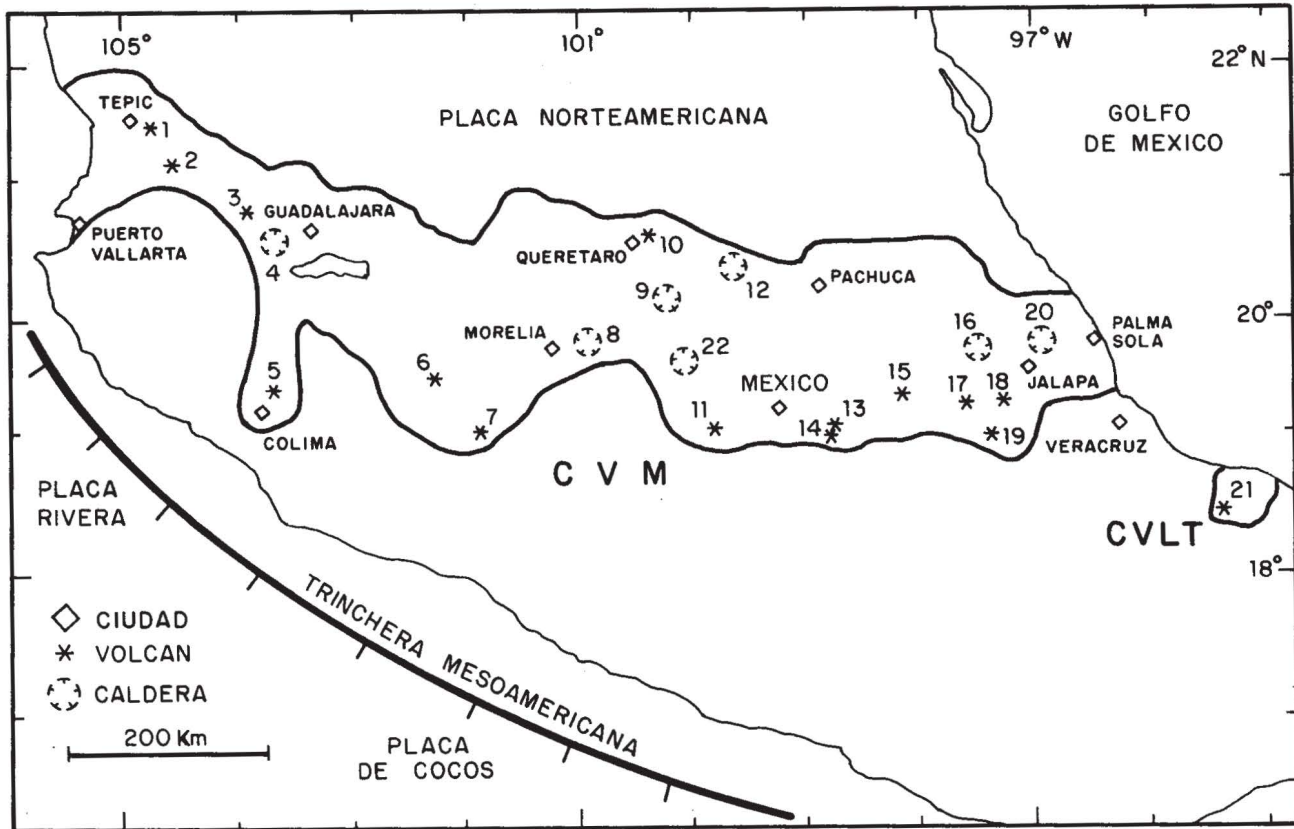 105°
101°
97° W
22° N
TEPIC
1
2
PLACA NORTEAMERICANA
GOLFO
DE MEXICO
3
GUADALAJARA
PUERTO
VALLARTA
4
QUERETARO
10
9
12
PACHUCA
20°
MORELIA
8
22
16
20
PALMA
SOLA
6
5
MEXICO
15
17
18
JALAPA
7
11
13
14
19
VERACRUZ
COLIMA
C V M
21
CVLT
PLACA
RIVERA
18°
TRINCHERA MESOAMERICANA
CIUDAD
VOLCAN
CALDERA
200 Km
PLACA
DE COCOS